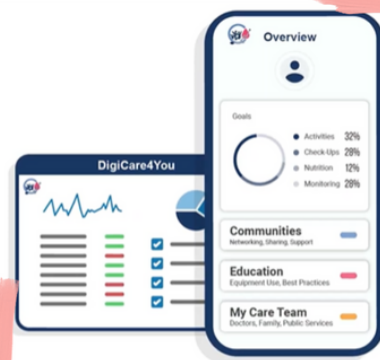 Overview
Goals
Activities 32%
Check-Ups 28%
Nutrition 12%
Monitoring 28%
DigiCare4You
Communities
Networking, Sharing, Support
Education
Equipment Use, Best Practices
My Care Team
Doctors, Family, Public Services